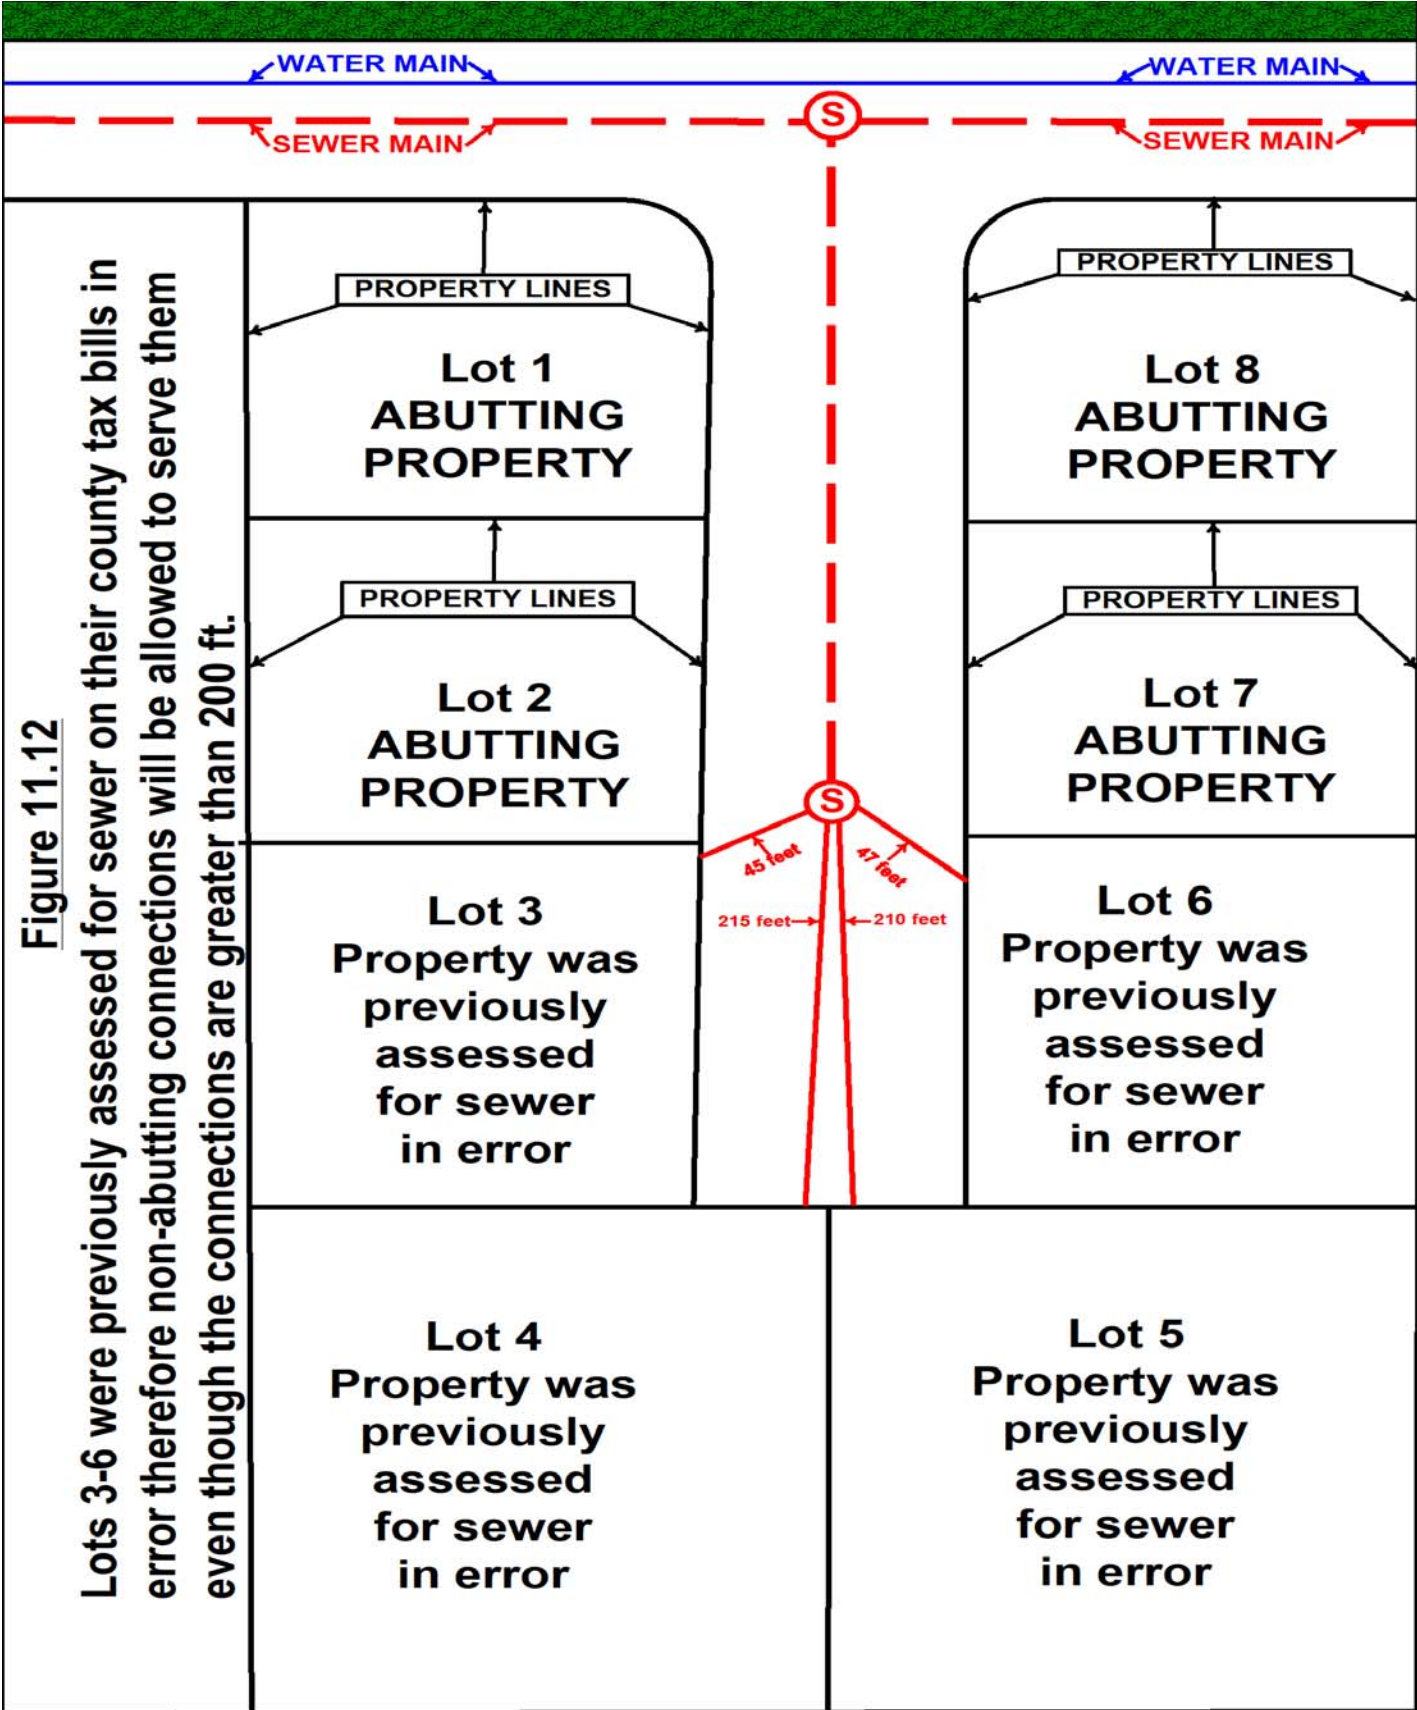 WATER MAIN
WATER MAIN
S
SEWER MAIN
SEWER MAIN
Figure 11.12
Lots 3-6 were previously assessed for sewer on their county tax bills in
error therefore non-abutting connections will be allowed to serve them
even though the connections are greater than 200 ft.
PROPERTY LINES
Lot 1
ABUTTING
PROPERTY
PROPERTY LINES
Lot 8
ABUTTING
PROPERTY
PROPERTY LINES
Lot 2
ABUTTING
PROPERTY
PROPERTY LINES
Lot 7
ABUTTING
PROPERTY
S
45 feet
47 feet
215 feet
210 feet
Lot 3
Property was
previously
assessed
for sewer
in error
Lot 6
Property was
previously
assessed
for sewer
in error
Lot 4
Property was
previously
assessed
for sewer
in error
Lot 5
Property was
previously
assessed
for sewer
in error